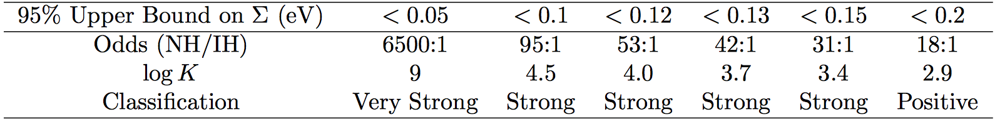 95% Upper Bound on Σ (eV) < 0.05 < 0.1 < 0.12 < 0.13 < 0.15 < 0.2
Odds (NH/IH) 6500:1 95:1 53:1 42:1 31:1 18:1
log K 9 4.5 4.0 3.7 3.4 2.9
Classification Very Strong Strong Strong Strong Strong Positive